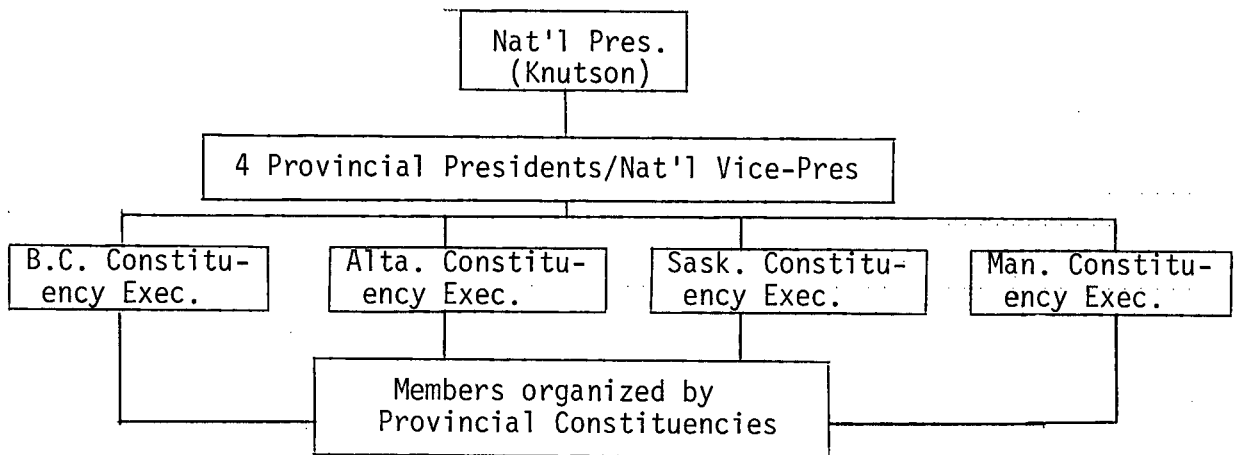 Nat'l Pres.
(Knutson)
4 Provincial Presidents/Nat'l Vice-Pres
B.C. Constitu-
ency Exec.
Alta. Constitu-
ency Exec.
Sask. Constitu-
ency Exec.
Man. Constitu-
ency Exec.
Members organized by
Provincial Constituencies